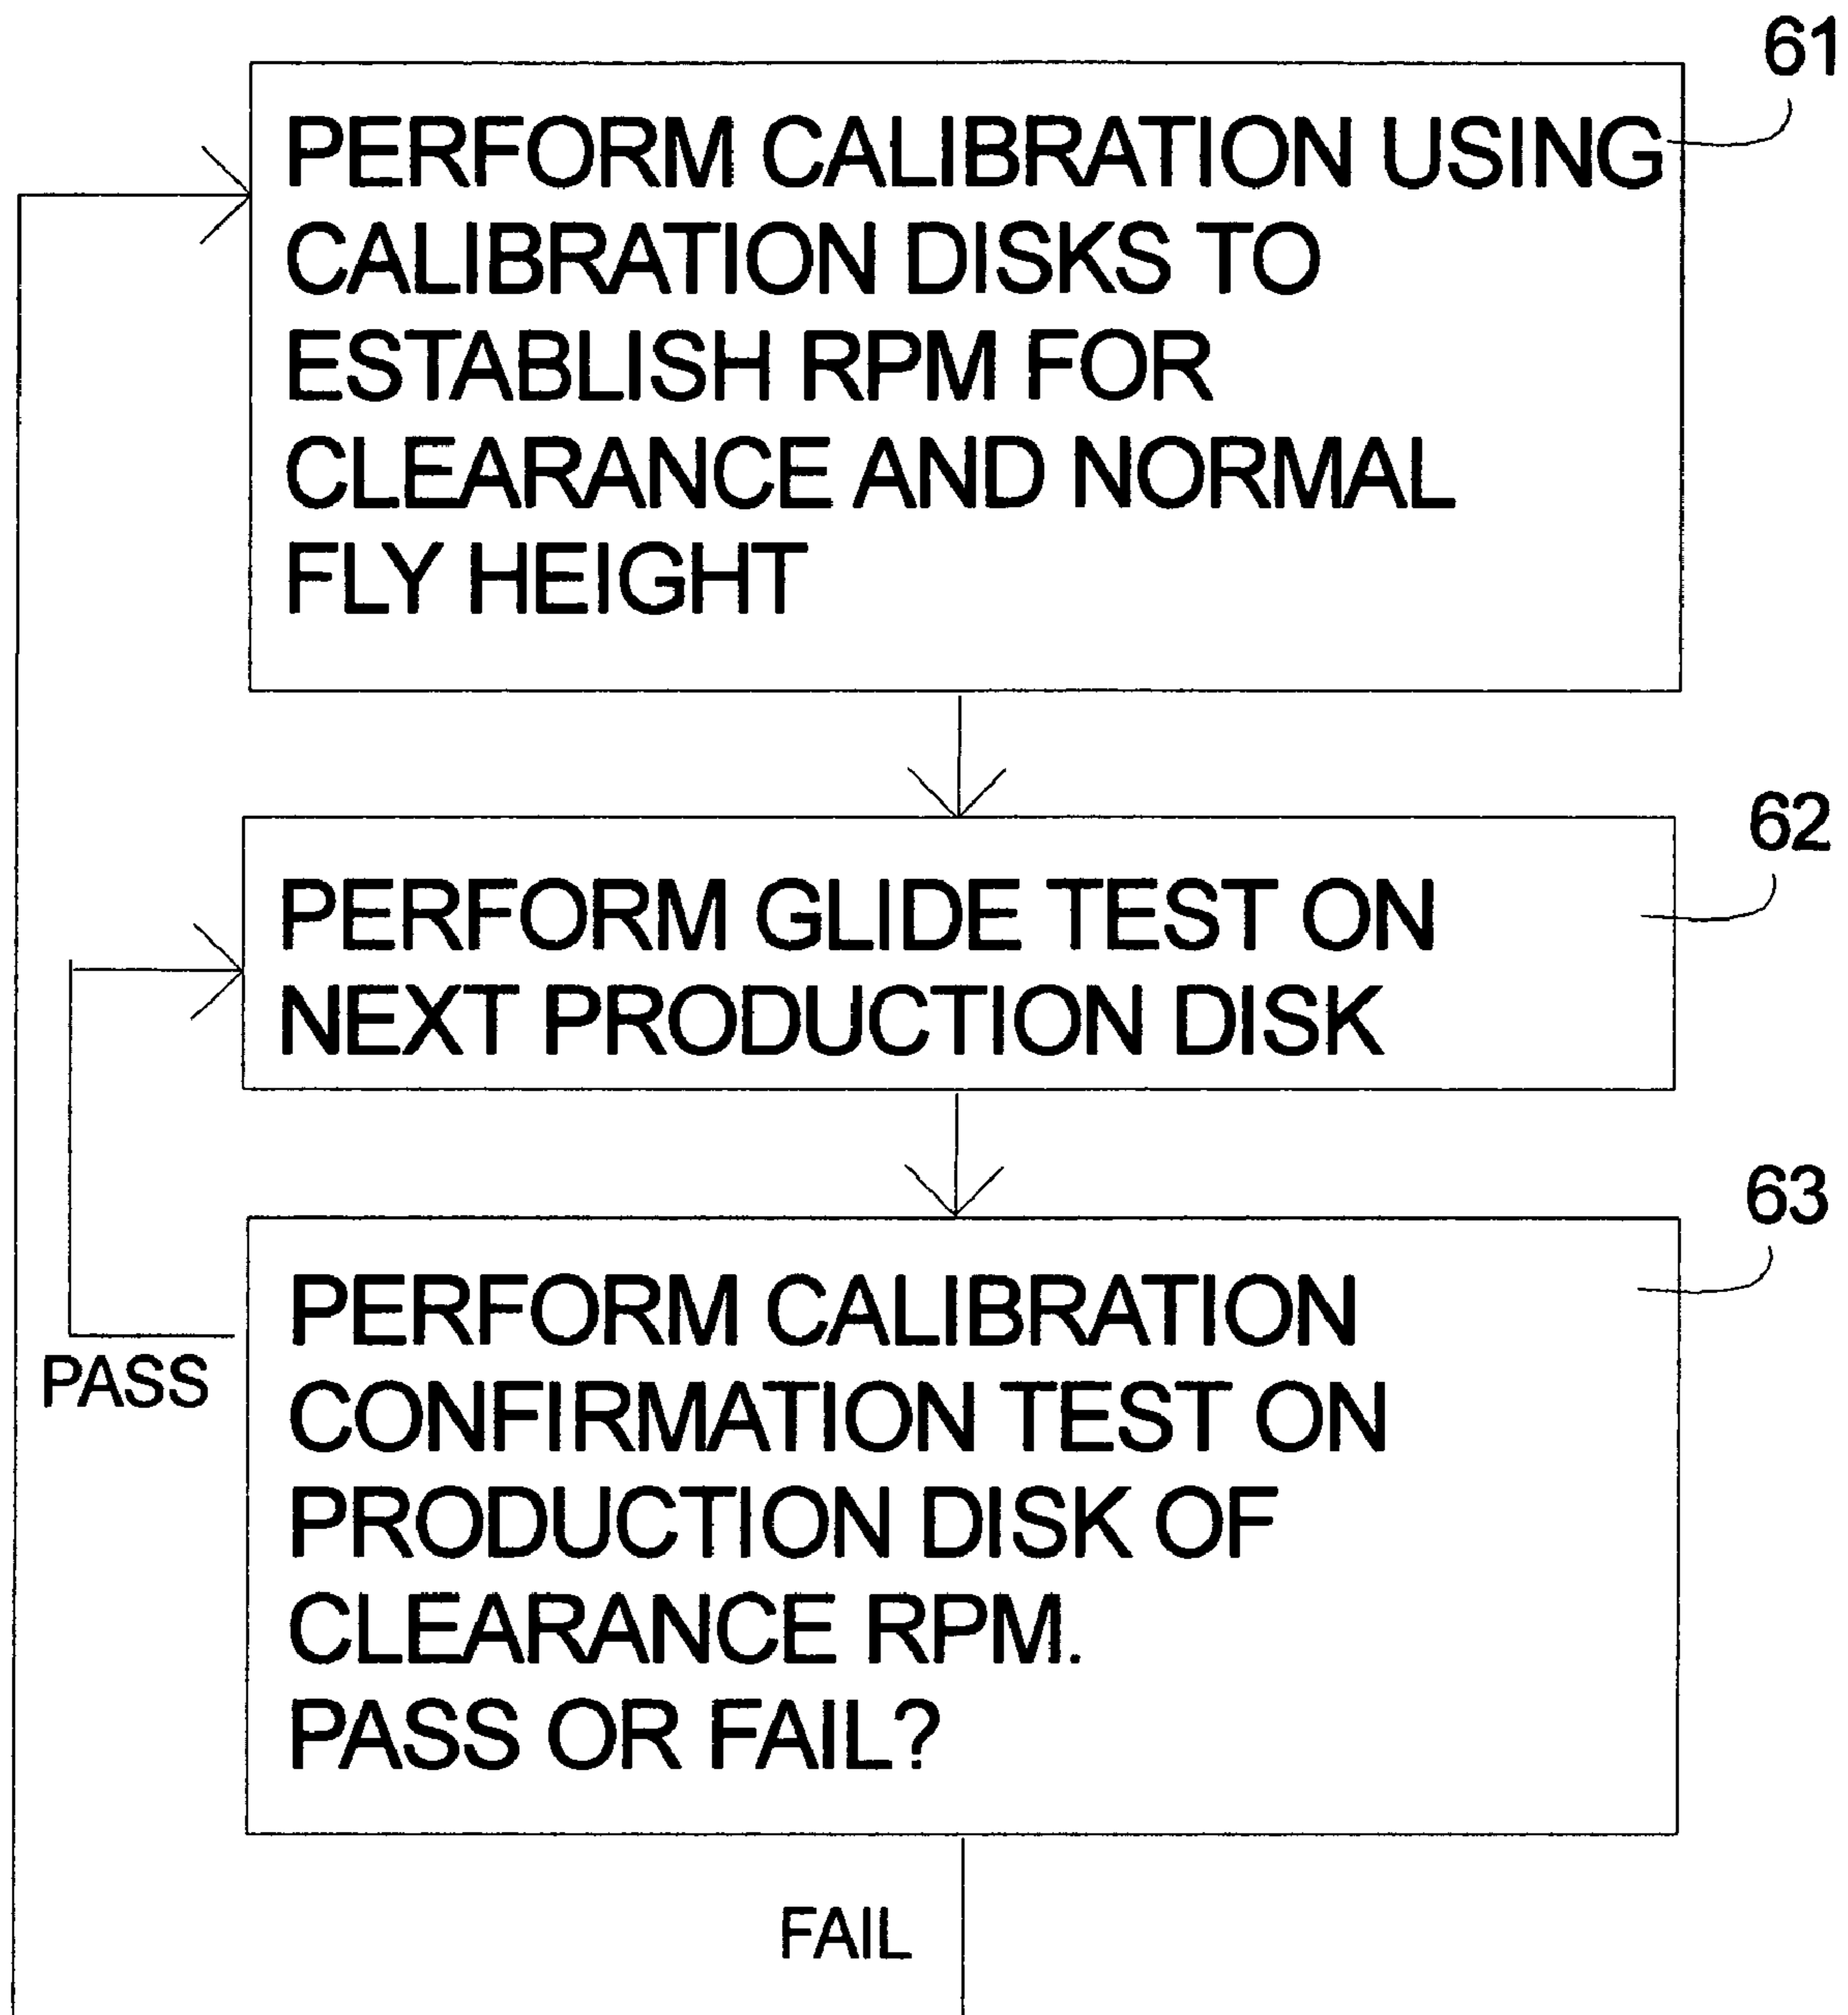 61
PERFORM CALIBRATION USING
CALIBRATION DISKS TO
ESTABLISH RPM FOR
CLEARANCE AND NORMAL
FLY HEIGHT
62
PERFORM GLIDE TEST ON
NEXT PRODUCTION DISK
63
PERFORM CALIBRATION
CONFIRMATION TEST ON
PRODUCTION DISK OF
CLEARANCE RPM.
PASS OR FAIL?
PASS
FAIL